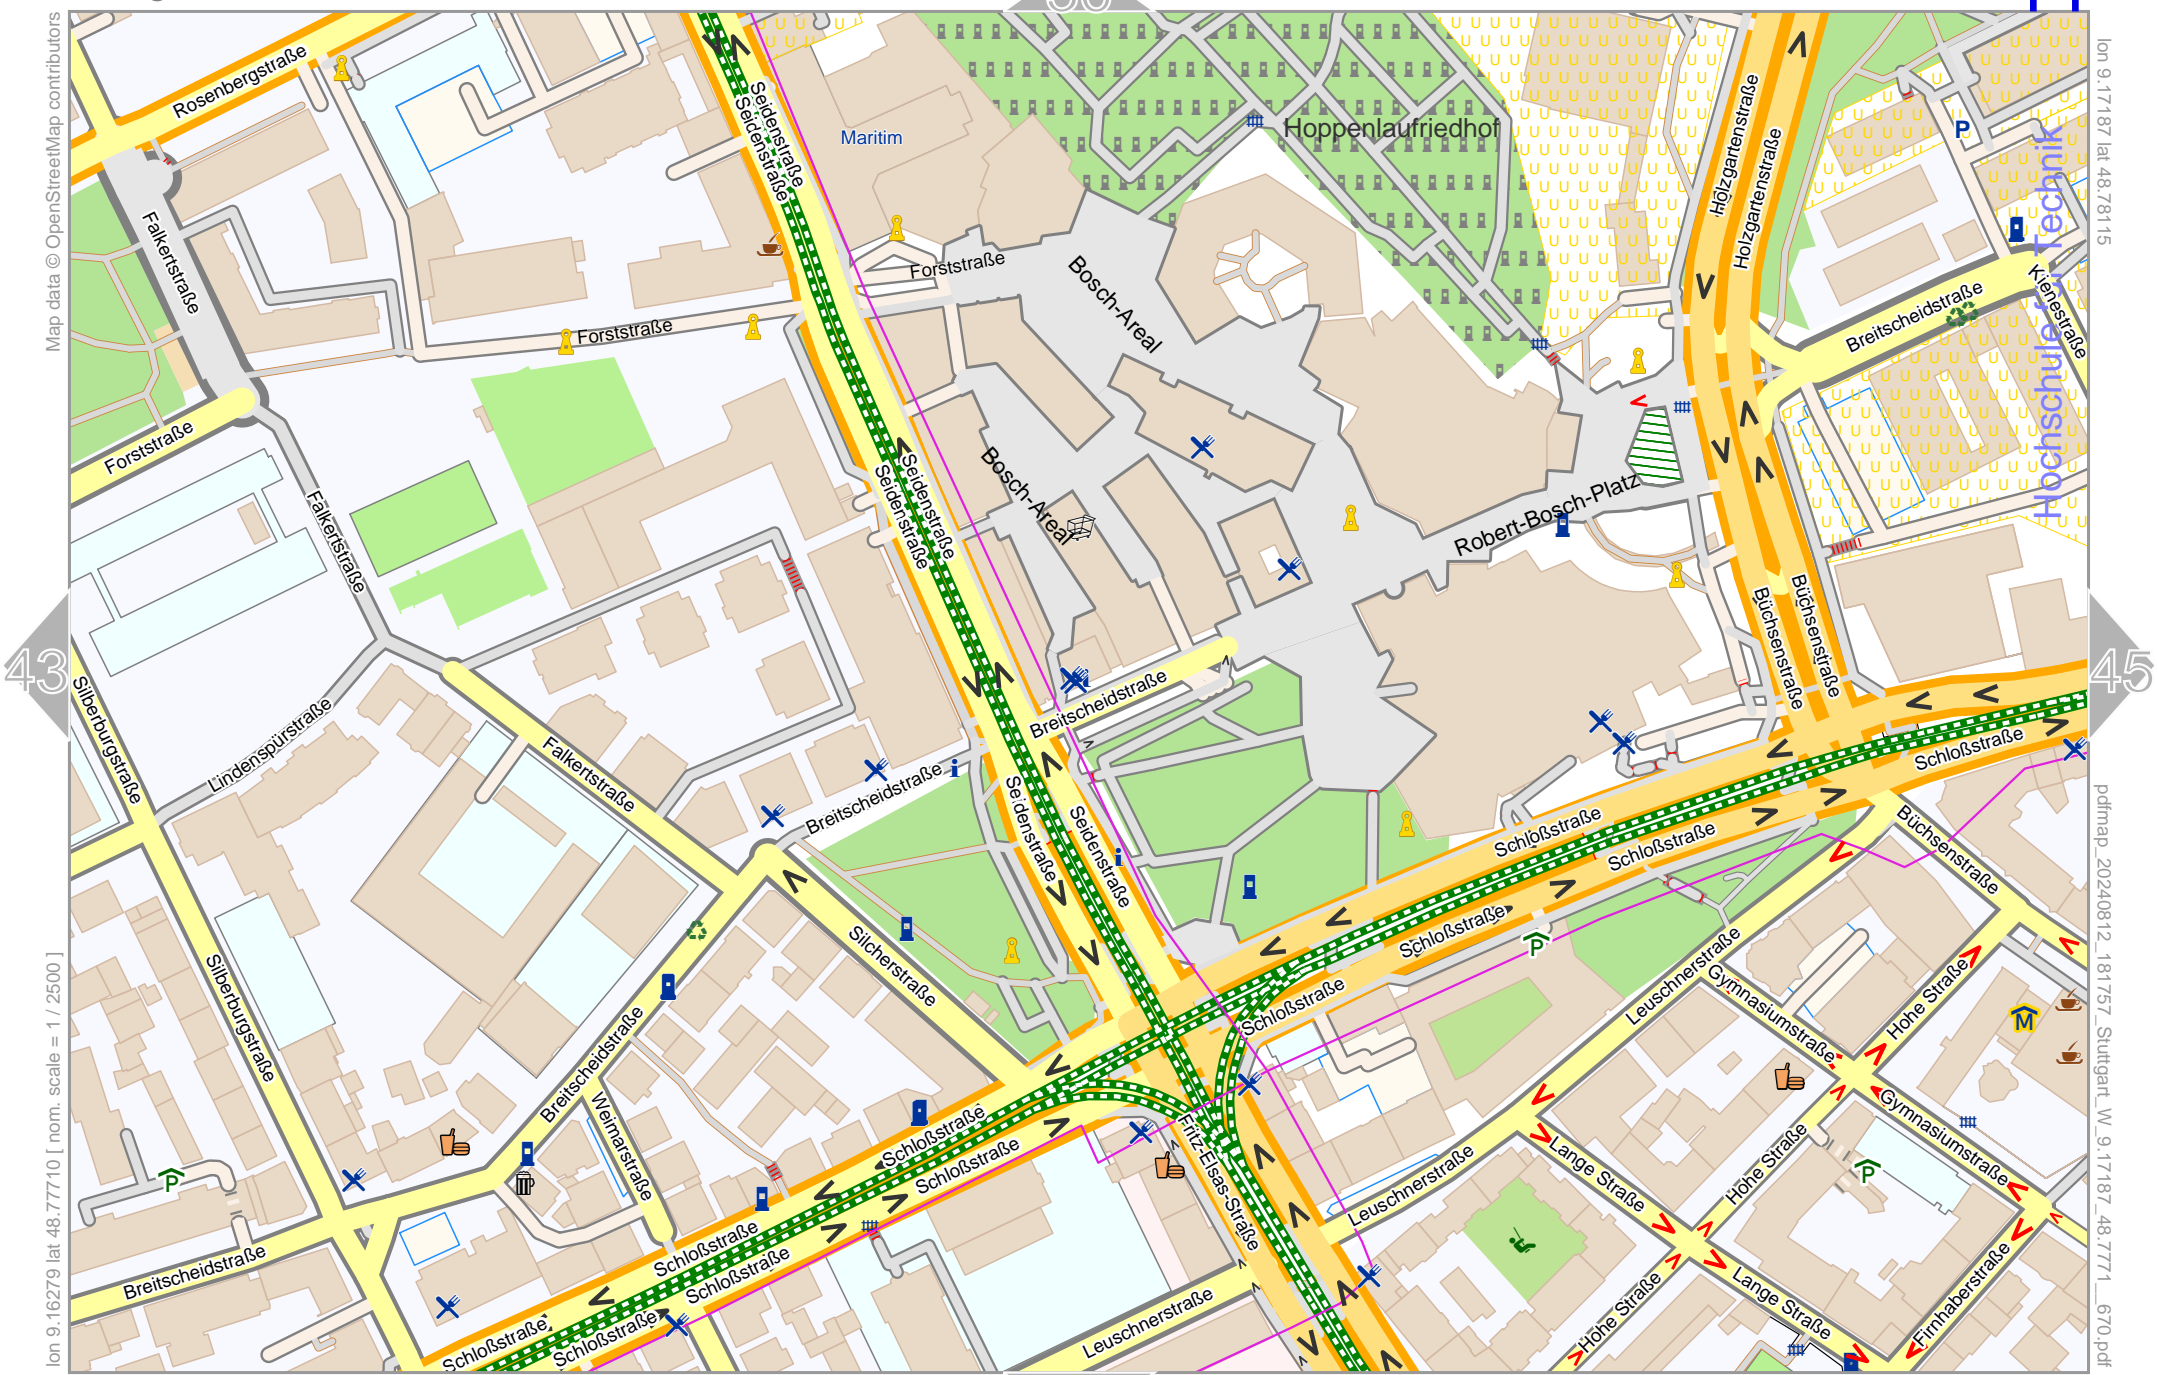 Rosenbergstraße
Seidenstraße
Seidenstraße
Maritim
Hoppenlaufriedhof
Holzgartenstraße
Holzgartenstraße
P
Hochschule für Technik
Falkertstraße
Forststraße
Bosch-Areal
Kienestraße
Breitscheidstraße
Forststraße
Forststraße
Falkertstraße
Seidenstraße
Seidenstraße
Bosch-Areal
Robert-Bosch-Platz
Büchsenstraße
Büchsenstraße
43
45
Silberburgstraße
Lindenspürstraße
Falkertstraße
Breitscheidstraße
Breitscheidstraße
Seidenstraße
Seidenstraße
Schloßstraße
Schloßstraße
Schloßstraße
Schloßstraße
Schloßstraße
Büchsenstraße
Silcherstraße
Silberburgstraße
P
Leuschnerstraße
Gymnasiumstraße
Hohe Straße
M
Breitscheidstraße
Weimarstraße
Schloßstraße
Schloßstraße
Fritz-Elsas-Straße
Leuschnerstraße
Lange Straße
Hohe Straße
Gymnasiumstraße
P
P
Breitscheidstraße
Schloßstraße
Schloßstraße
Schloßstraße
Schloßstraße
Leuschnerstraße
Hohe Straße
Lange Straße
Firnhaberstraße
Map data © OpenStreetMap contributors
lon 9.16279 lat 48.77710 [ nom. scale = 1 / 2500 ]
lon 9.17187 lat 48.78115
pdfmap_20240812_181757_Stuttgart_W_9.17187_48.7771__670.pdf